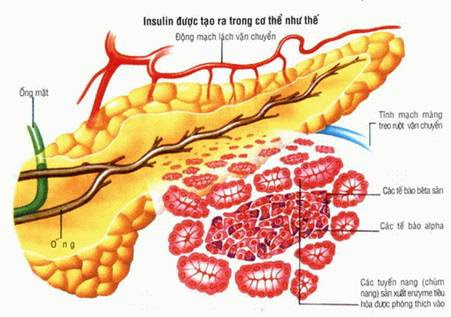 Insulin được tạo ra trong cơ thể như thế
Động mạch lách vận chuyển
Ống mật
Tĩnh mạch màng
treo ruột vận chuyển
Các tế bào bêta sản
Các tế bào alpha
Ống
Các tuyến nang (chùm
nang) sản xuất enzyme tiêu
hóa được phóng thích vào